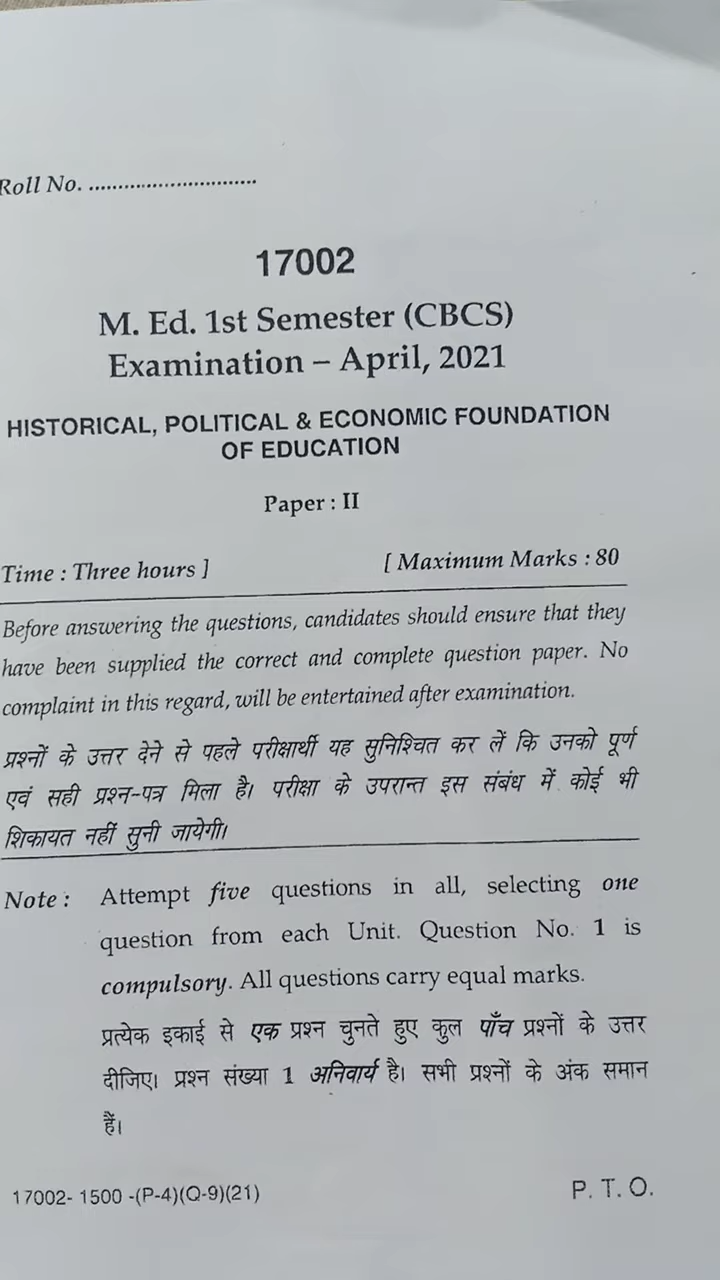 Roll No. ............................
17002
M. Ed. 1st Semester (CBCS)
Examination – April, 2021
HISTORICAL, POLITICAL & ECONOMIC FOUNDATION
OF EDUCATION
Paper : II
Time : Three hours ] [ Maximum Marks : 80
Before answering the questions, candidates should ensure that they
have been supplied the correct and complete question paper. No
complaint in this regard, will be entertained after examination.
प्रश्नों के उत्तर देने से पहले परीक्षार्थी यह सुनिश्चित कर लें कि उनको पूर्ण
एवं सही प्रश्न-पत्र मिला है। परीक्षा के उपरान्त इस संबंध में कोई भी
शिकायत नहीं सुनी जायेगी।
Note : Attempt five questions in all, selecting one
question from each Unit. Question No. 1 is
compulsory. All questions carry equal marks.
प्रत्येक इकाई से एक प्रश्न चुनते हुए कुल पाँच प्रश्नों के उत्तर
दीजिए। प्रश्न संख्या 1 अनिवार्य है। सभी प्रश्नों के अंक समान
हैं।
17002- 1500 -(P-4)(Q-9)(21) P. T. O.